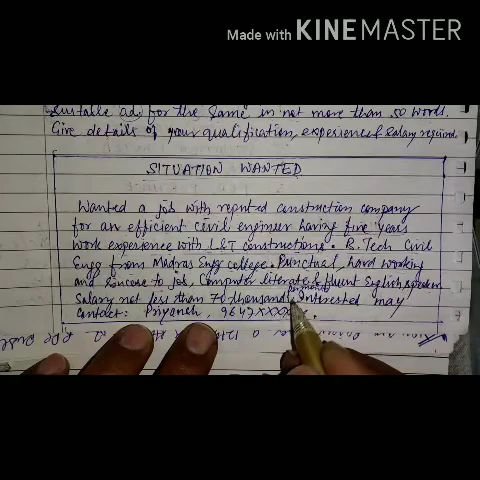 Made with KINEMASTER
Suitable ad. for the same in not more than 50 words.
Give details of your qualification, experience & salary required
SITUATION WANTED
Wanted a job with reputed construction company
for an efficient civil engineer having five years
work experience with L&T constructions. B. Tech Civil
Engg from Madras Engg college. Punctual, hard working
and sincere to job, Computer literate & fluent English speaker
Salary not less than 70 thousands Interested may
contact: Priyansh, 9647XXXX